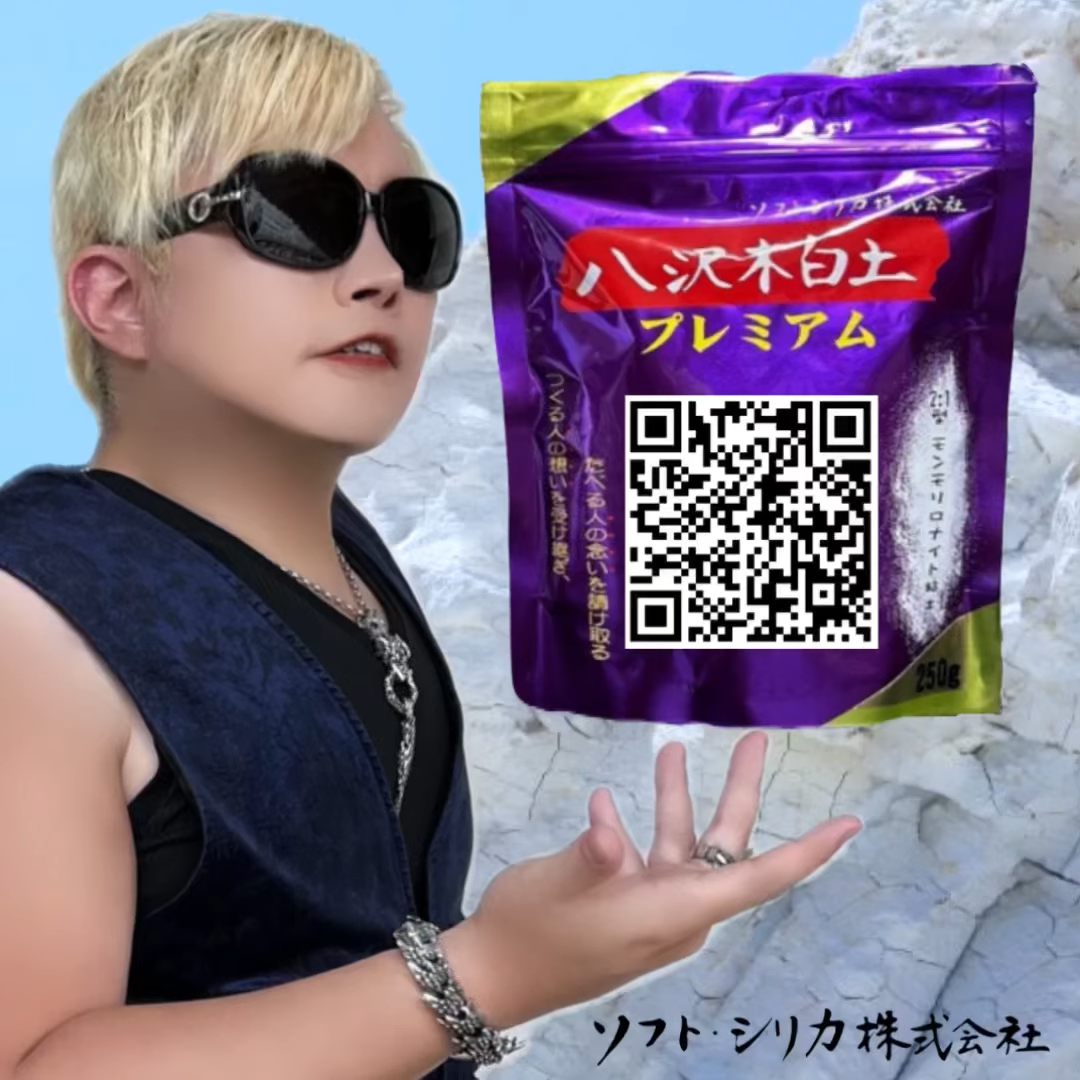 ソフト・シリカ株式会社
八沢木白土
プレミアム
つくる人の想いを受け継ぎ、
たべる人の念いを請け取る
2:1型 モンモリロナイト粘土
250g
ソフト・シリカ株式会社